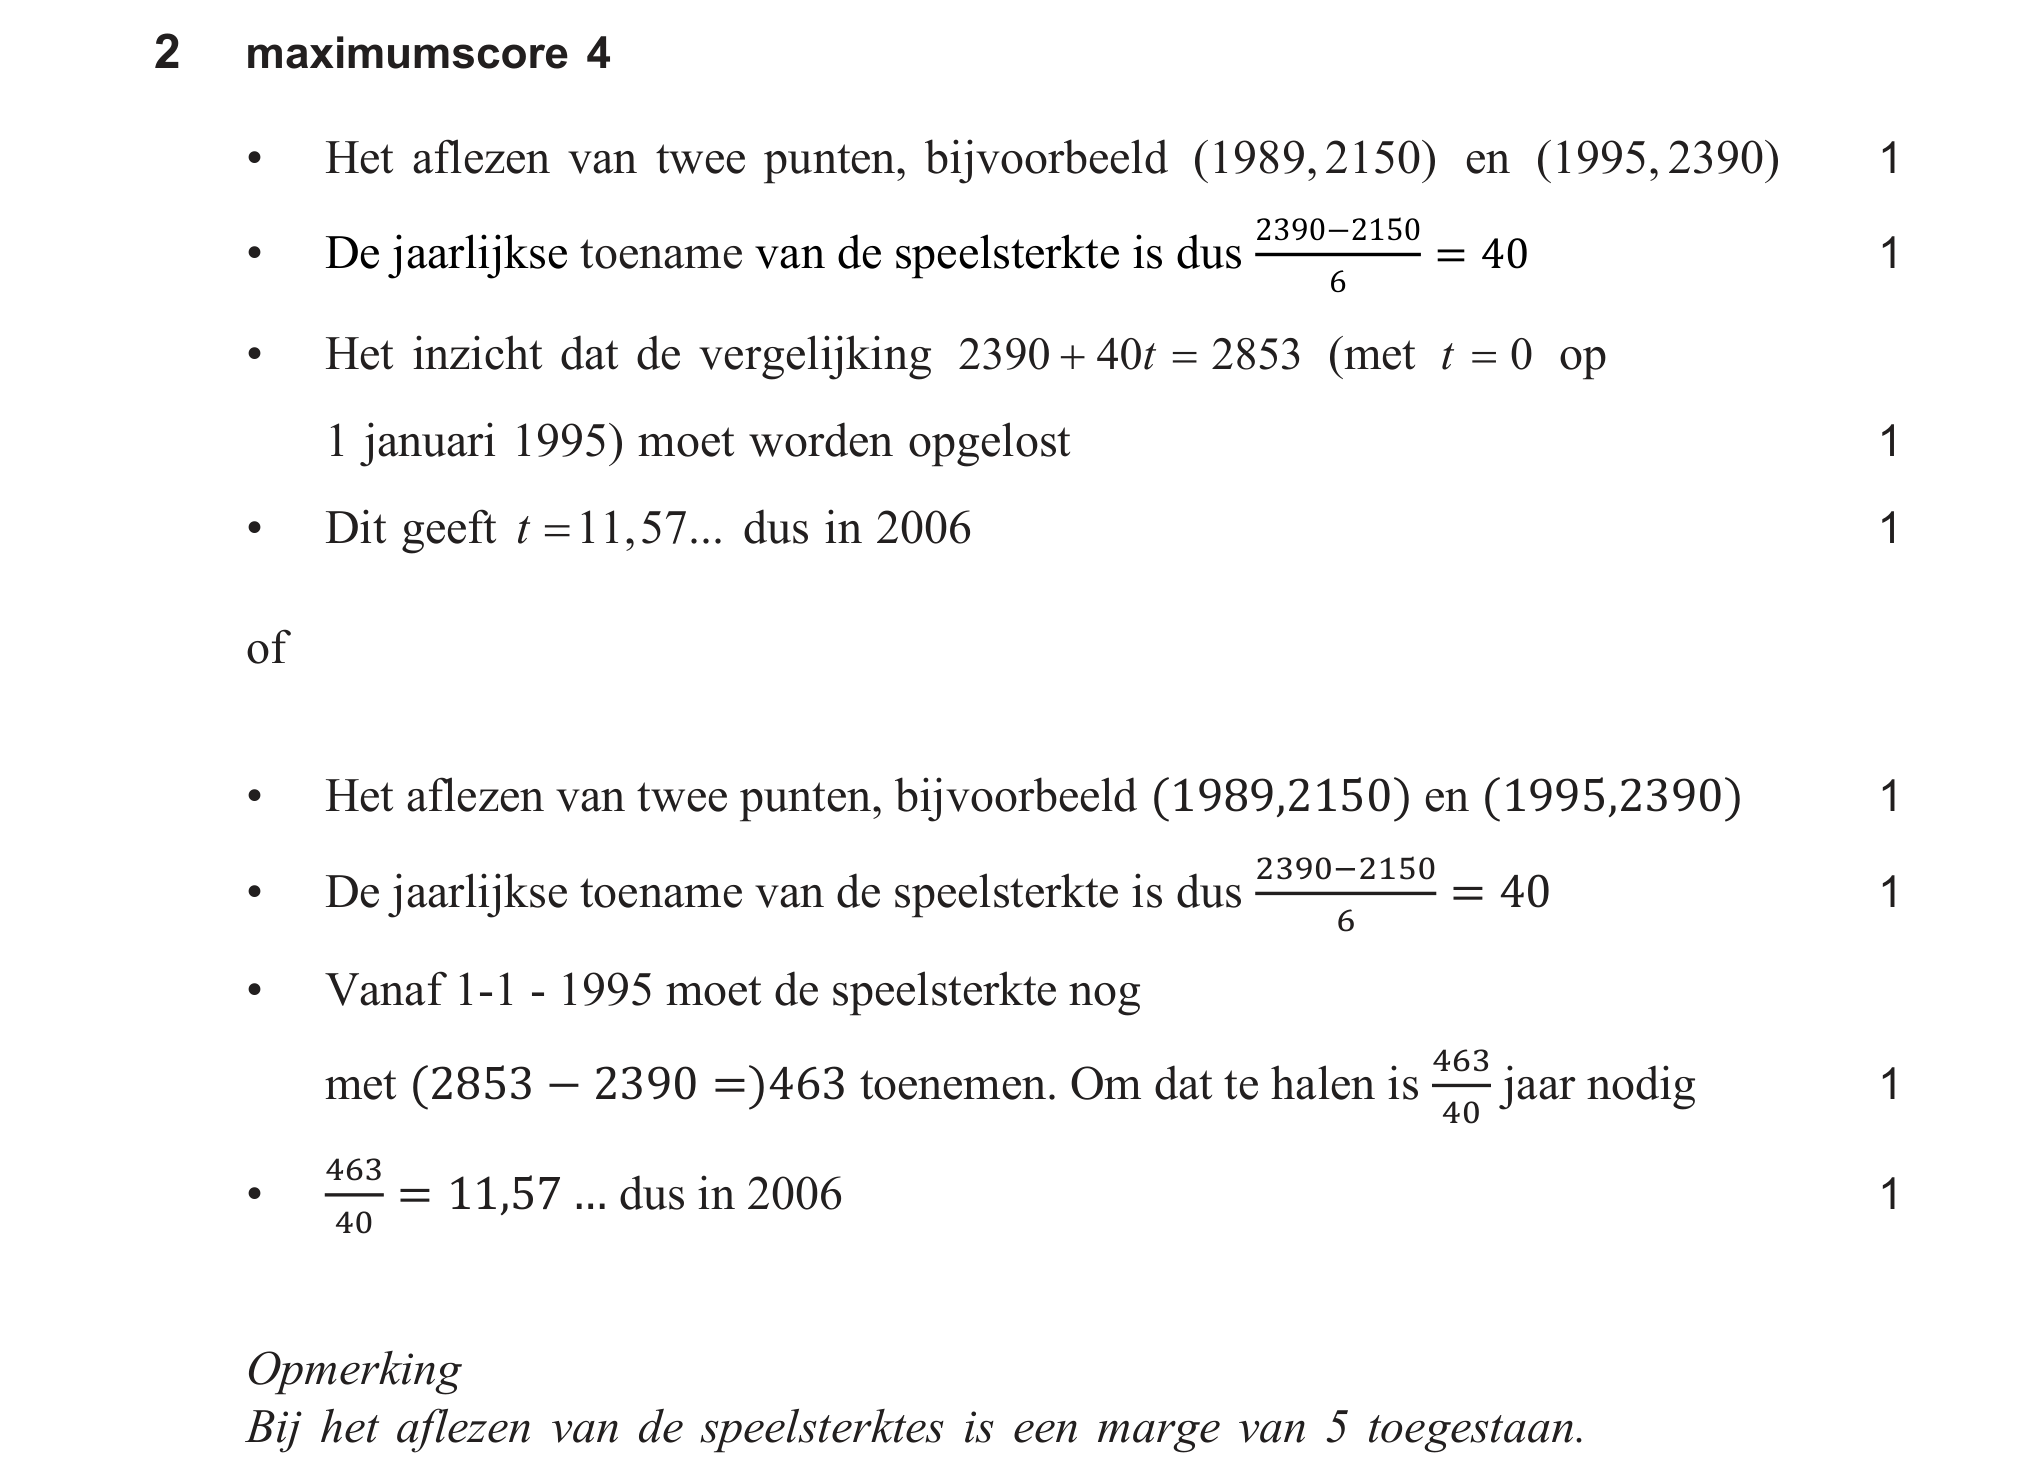 2 maximumscore 4
• Het aflezen van twee punten, bijvoorbeeld (1989, 2150) en (1995, 2390) 1
• De jaarlijkse toename van de speelsterkte is dus \frac{2390−2150}{6} = 40 1
• Het inzicht dat de vergelijking 2390 + 40t = 2853 (met t = 0 op
1 januari 1995) moet worden opgelost 1
• Dit geeft t = 11,57... dus in 2006 1
of
• Het aflezen van twee punten, bijvoorbeeld (1989,2150) en (1995,2390) 1
• De jaarlijkse toename van de speelsterkte is dus \frac{2390−2150}{6} = 40 1
• Vanaf 1-1 - 1995 moet de speelsterkte nog
met (2853 − 2390 =)463 toenemen. Om dat te halen is \frac{463}{40} jaar nodig 1
• \frac{463}{40} = 11,57 … dus in 2006 1
Opmerking
Bij het aflezen van de speelsterktes is een marge van 5 toegestaan.